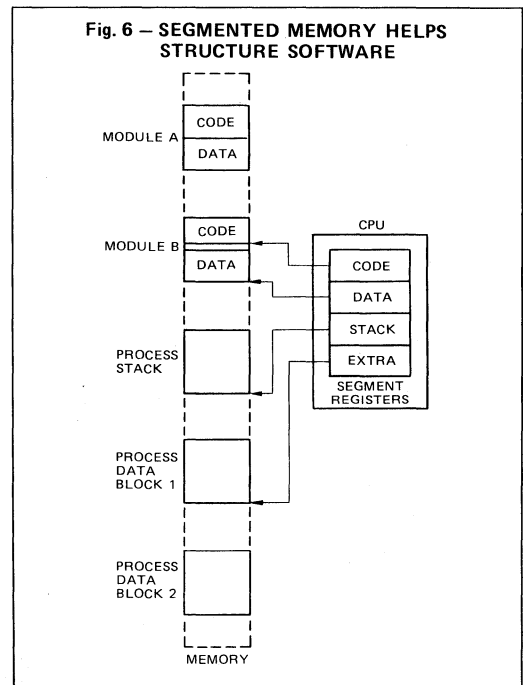 Fig. 6 — SEGMENTED MEMORY HELPS
STRUCTURE SOFTWARE
MODULE A
CODE
DATA
MODULE B
CODE
DATA
PROCESS
STACK
PROCESS
DATA
BLOCK 1
PROCESS
DATA
BLOCK 2
MEMORY
CPU
CODE
DATA
STACK
EXTRA
SEGMENT
REGISTERS